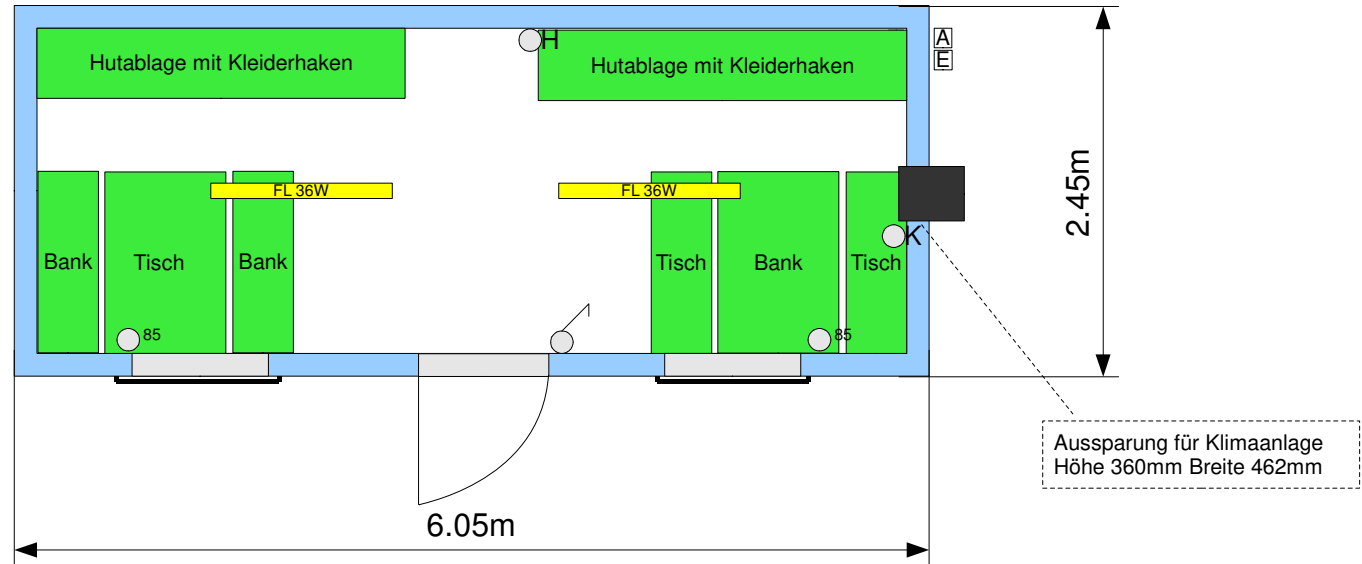 Hutablage mit Kleiderhaken
H
Hutablage mit Kleiderhaken
A
E
FL 36W
FL 36W
2.45m
K
Bank
Tisch
Bank
Tisch
Bank
Tisch
85
85
Aussparung für Klimaanlage
Höhe 360mm Breite 462mm
6.05m